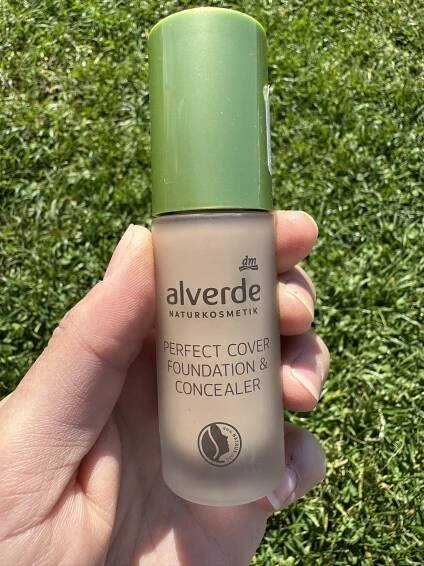 dm
alverde
NATURKOSMETIK
PERFECT COVER
FOUNDATION &
CONCEALER